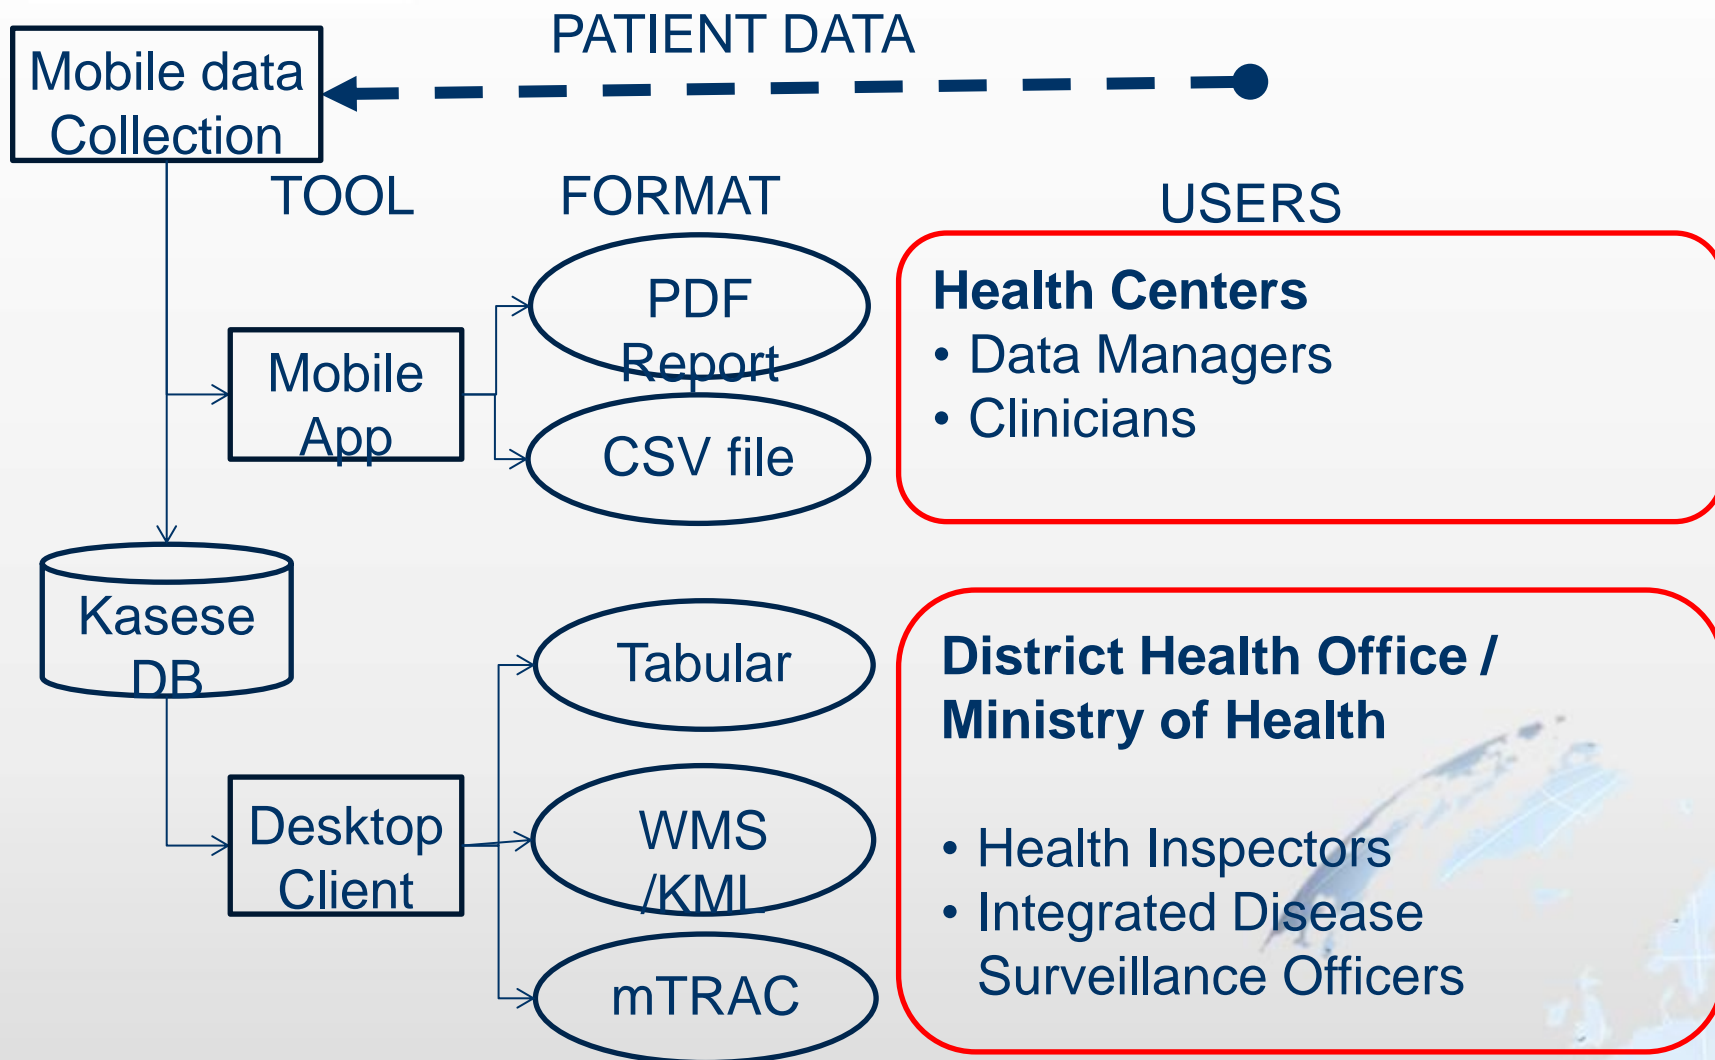 PATIENT DATA
Mobile data
Collection
TOOL
FORMAT
USERS
PDF
Report
Mobile
App
CSV file
Health Centers
• Data Managers
• Clinicians
Kasese
DB
Tabular
Desktop
Client
WMS
/KML
mTRAC
District Health Office /
Ministry of Health
• Health Inspectors
• Integrated Disease
Surveillance Officers